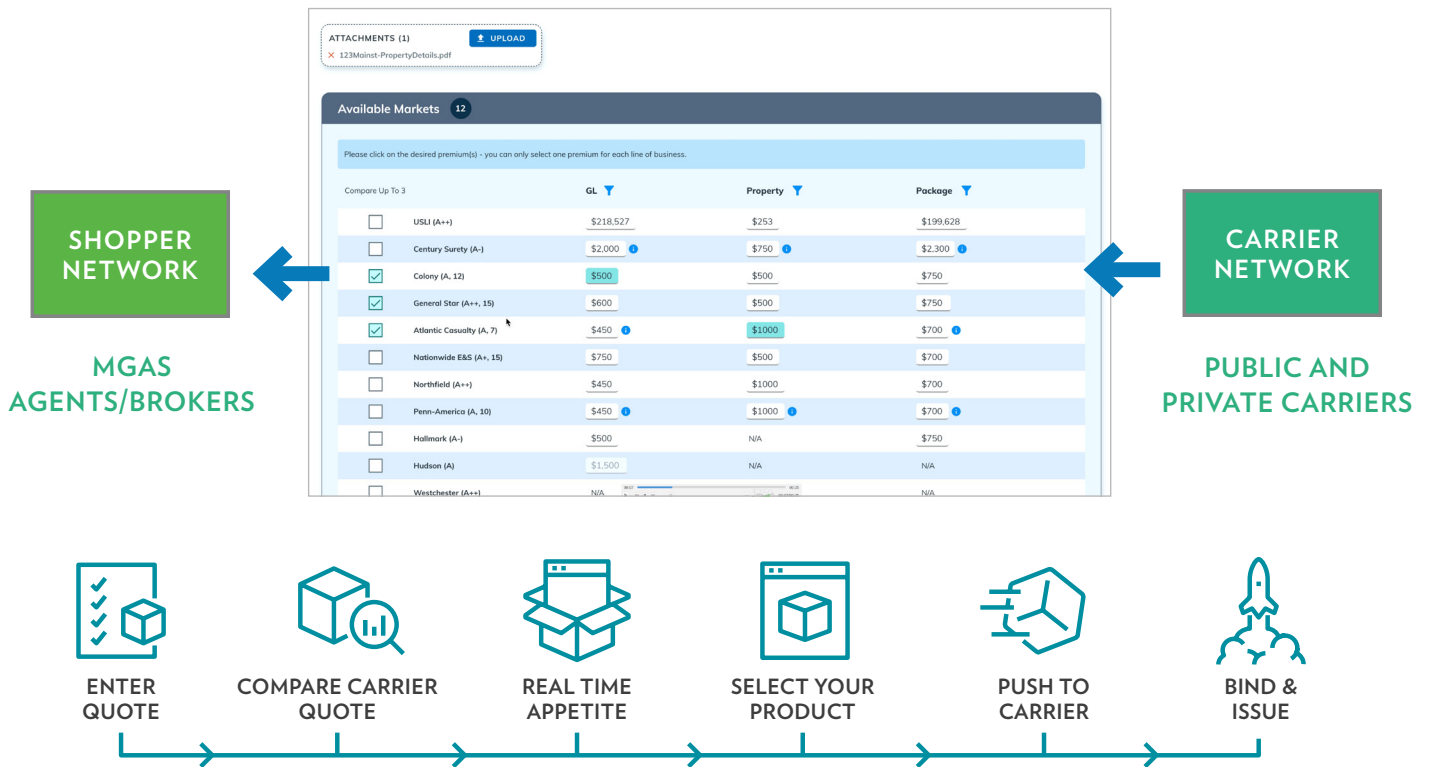 ATTACHMENTS (1)
UPLOAD
× 123Mainst-PropertyDetails.pdf
Available Markets 12
Please click on the desired premium(s) - you can only select one premium for each line of business.
Compare Up To 3 GL Property Package
USLI (A++) $218,527 $253 $199,628
Century Surety (A-) $2,000 $750 $2.300
Colony (A, 12) $500 $500 $750
General Star (A++, 15) $600 $500 $750
Atlantic Casualty (A, 7) $450 $1000 $700
Nationwide E&S (A+, 15) $750 $500 $700
Northfield (A++) $450 $1000 $700
Penn-America (A, 10) $450 $1000 $700
Hallmark (A-) $500 N/A $750
Hudson (A) $1,500 N/A N/A
Westchester (A++) N/A N/A
SHOPPER
NETWORK
MGAS
AGENTS/BROKERS
CARRIER
NETWORK
PUBLIC AND
PRIVATE CARRIERS
ENTER
QUOTE
COMPARE CARRIER
QUOTE
REAL TIME
APPETITE
SELECT YOUR
PRODUCT
PUSH TO
CARRIER
BIND &
ISSUE